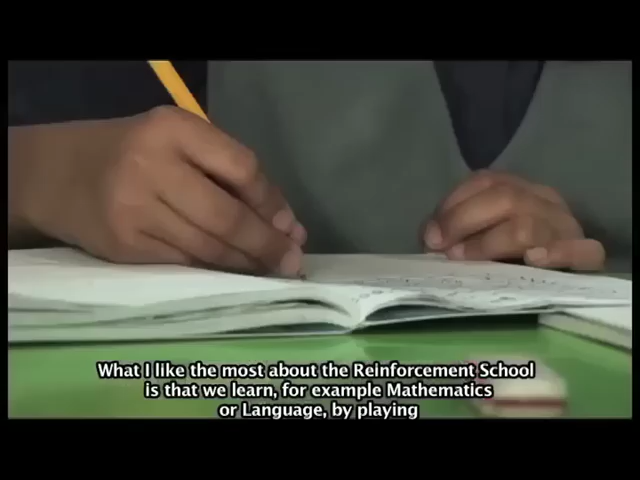 What I like the most about the Reinforcement School
is that we learn, for example Mathematics
or Language, by playing